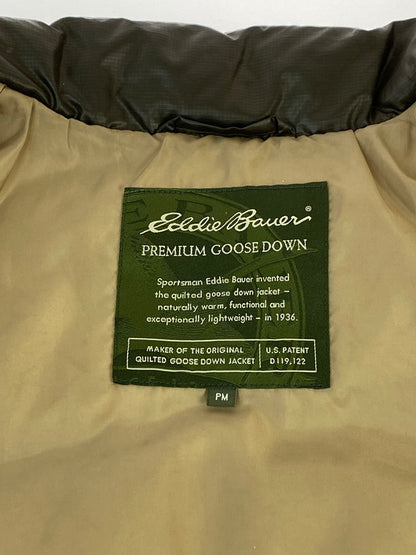 Eddie Bauer®
PREMIUM GOOSE DOWN
Sportsman Eddie Bauer invented
the quilted goose down jacket –
naturally warm, functional and
exceptionally lightweight – in 1936.
MAKER OF THE ORIGINAL
QUILTED GOOSE DOWN JACKET
U.S. PATENT
D119,122
PM